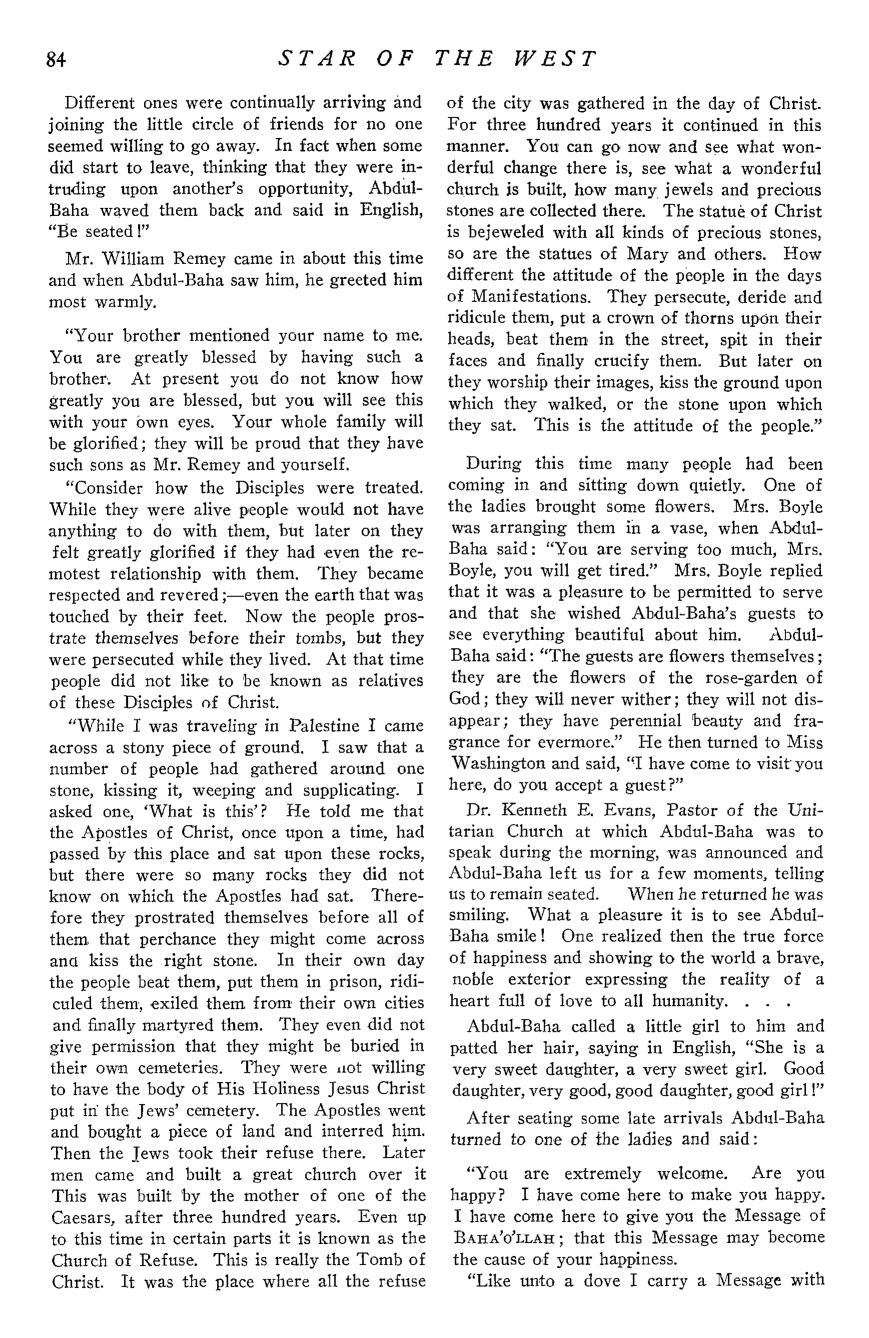 84
STAR OF THE WEST
Different ones were continually arriving and
joining the little circle of friends for no one
seemed willing to go away. In fact when some
did start to leave, thinking that they were in-
truding upon another's opportunity, Abdul-
Baha waved them back and said in English,
"Be seated!"
Mr. William Remey came in about this time
and when Abdul-Baha saw him, he greeted him
most warmly.
"Your brother mentioned your name to me.
You are greatly blessed by having such a
brother. At present you do not know how
greatly you are blessed, but you will see this
with your own eyes. Your whole family will
be glorified; they will be proud that they have
such sons as Mr. Remey and yourself.
"Consider how the Disciples were treated.
While they were alive people would not have
anything to do with them, but later on they
felt greatly glorified if they had even the re-
motest relationship with them. They became
respected and revered;—even the earth that was
touched by their feet. Now the people pros-
trate themselves before their tombs, but they
were persecuted while they lived. At that time
people did not like to be known as relatives
of these Disciples of Christ.
"While I was traveling in Palestine I came
across a stony piece of ground. I saw that a
number of people had gathered around one
stone, kissing it, weeping and supplicating. I
asked one, 'What is this'? He told me that
the Apostles of Christ, once upon a time, had
passed by this place and sat upon these rocks,
but there were so many rocks they did not
know on which the Apostles had sat. There-
fore they prostrated themselves before all of
them that perchance they might come across
and kiss the right stone. In their own day
the people beat them, put them in prison, ridi-
culed them, exiled them from their own cities
and finally martyred them. They even did not
give permission that they might be buried in
their own cemeteries. They were not willing
to have the body of His Holiness Jesus Christ
put in the Jews' cemetery. The Apostles went
and bought a piece of land and interred him.
Then the Jews took their refuse there. Later
men came and built a great church over it
This was built by the mother of one of the
Caesars, after three hundred years. Even up
to this time in certain parts it is known as the
Church of Refuse. This is really the Tomb of
Christ. It was the place where all the refuse
of the city was gathered in the day of Christ.
For three hundred years it continued in this
manner. You can go now and see what won-
derful change there is, see what a wonderful
church is built, how many jewels and precious
stones are collected there. The statue of Christ
is bejeweled with all kinds of precious stones,
so are the statues of Mary and others. How
different the attitude of the people in the days
of Manifestations. They persecute, deride and
ridicule them, put a crown of thorns upon their
heads, beat them in the street, spit in their
faces and finally crucify them. But later on
they worship their images, kiss the ground upon
which they walked, or the stone upon which
they sat. This is the attitude of the people."
During this time many people had been
coming in and sitting down quietly. One of
the ladies brought some flowers. Mrs. Boyle
was arranging them in a vase, when Abdul-
Baha said: "You are serving too much, Mrs.
Boyle, you will get tired." Mrs. Boyle replied
that it was a pleasure to be permitted to serve
and that she wished Abdul-Baha's guests to
see everything beautiful about him. Abdul-
Baha said: "The guests are flowers themselves;
they are the flowers of the rose-garden of
God; they will never wither; they will not dis-
appear; they have perennial beauty and fra-
grance for evermore." He then turned to Miss
Washington and said, "I have come to visit you
here, do you accept a guest?"
Dr. Kenneth E. Evans, Pastor of the Uni-
tarian Church at which Abdul-Baha was to
speak during the morning, was announced and
Abdul-Baha left us for a few moments, telling
us to remain seated. When he returned he was
smiling. What a pleasure it is to see Abdul-
Baha smile! One realized then the true force
of happiness and showing to the world a brave,
noble exterior expressing the reality of a
heart full of love to all humanity. . . .
Abdul-Baha called a little girl to him and
patted her hair, saying in English, "She is a
very sweet daughter, a very sweet girl. Good
daughter, very good, good daughter, good girl!"
After seating some late arrivals Abdul-Baha
turned to one of the ladies and said:
"You are extremely welcome. Are you
happy? I have come here to make you happy.
I have come here to give you the Message of
BAHA'O'LLAH; that this Message may become
the cause of your happiness.
"Like unto a dove I carry a Message with